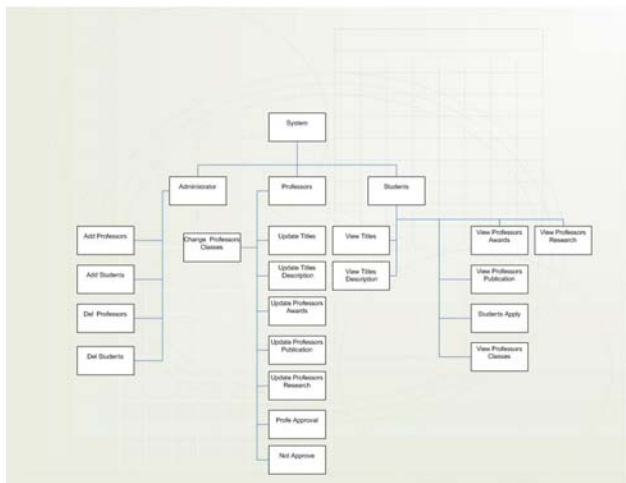 System
Administrator
Professors
Students
Add Professors
Add Students
Del Professors
Del Students
Change Professors
Classes
Update Titles
Update Titles
Description
Update Professors
Awards
Update Professors
Publication
Update Professors
Research
Profe Approval
Not Approve
View Titles
View Titles
Description
View Professors
Awards
View Professors
Publication
Students Apply
View Professors
Classes
View Professors
Research